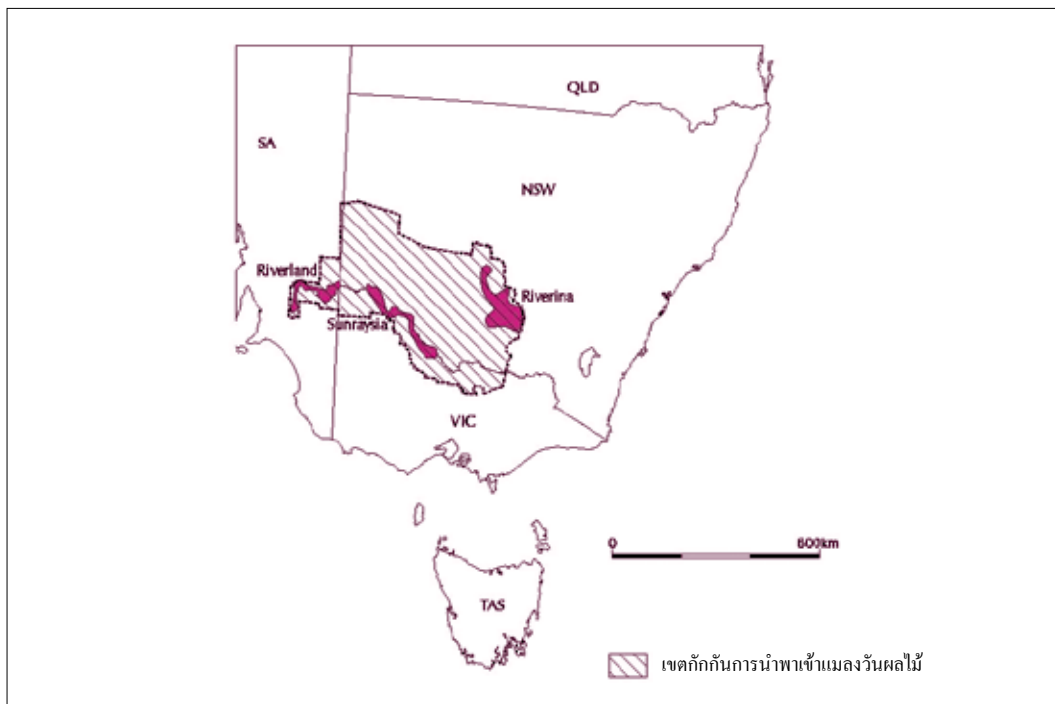 QLD
SA
NSW
Riverland
Riverina
Sunraysia
VIC
0 600km
TAS
เขตกักกันการนำพาเข้าแมลงวันผลไม้